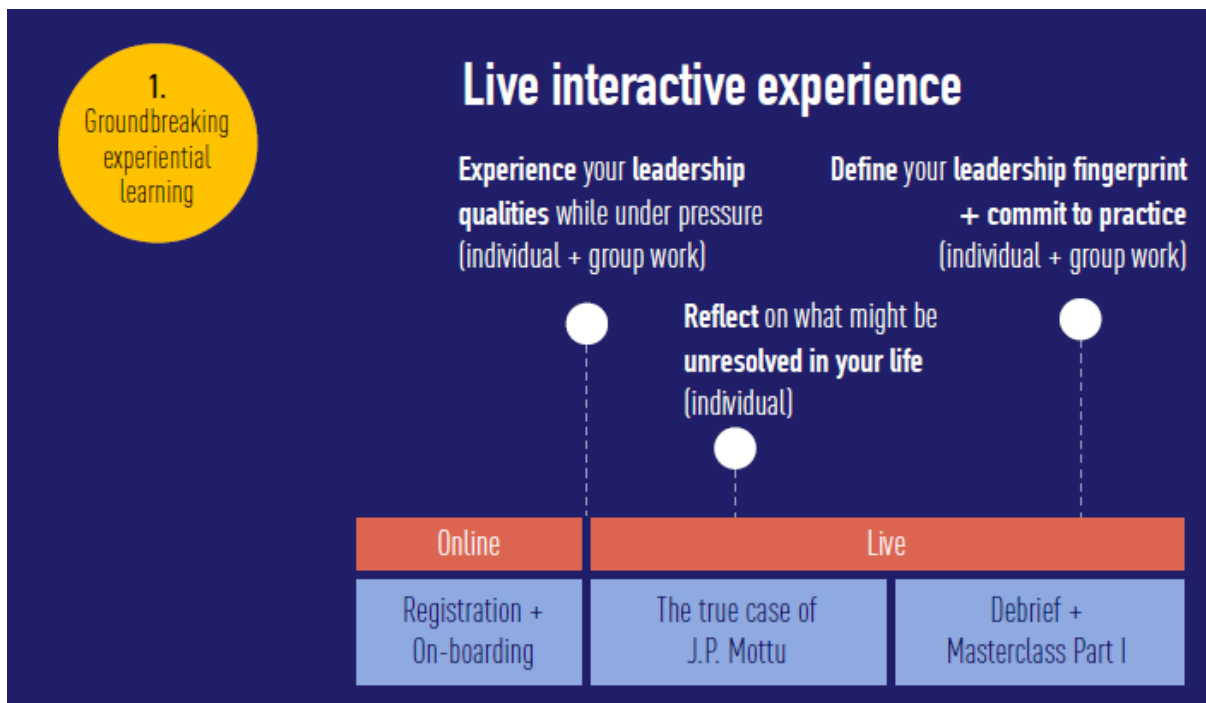 1.
Groundbreaking
experiential
learning
Live interactive experience
Experience your leadership
qualities while under pressure
(individual + group work)
Define your leadership fingerprint
+ commit to practice
(individual + group work)
Reflect on what might be
unresolved in your life
(individual)
Online
Live
Registration +
On-boarding
The true case of
J.P. Mottu
Debrief +
Masterclass Part I